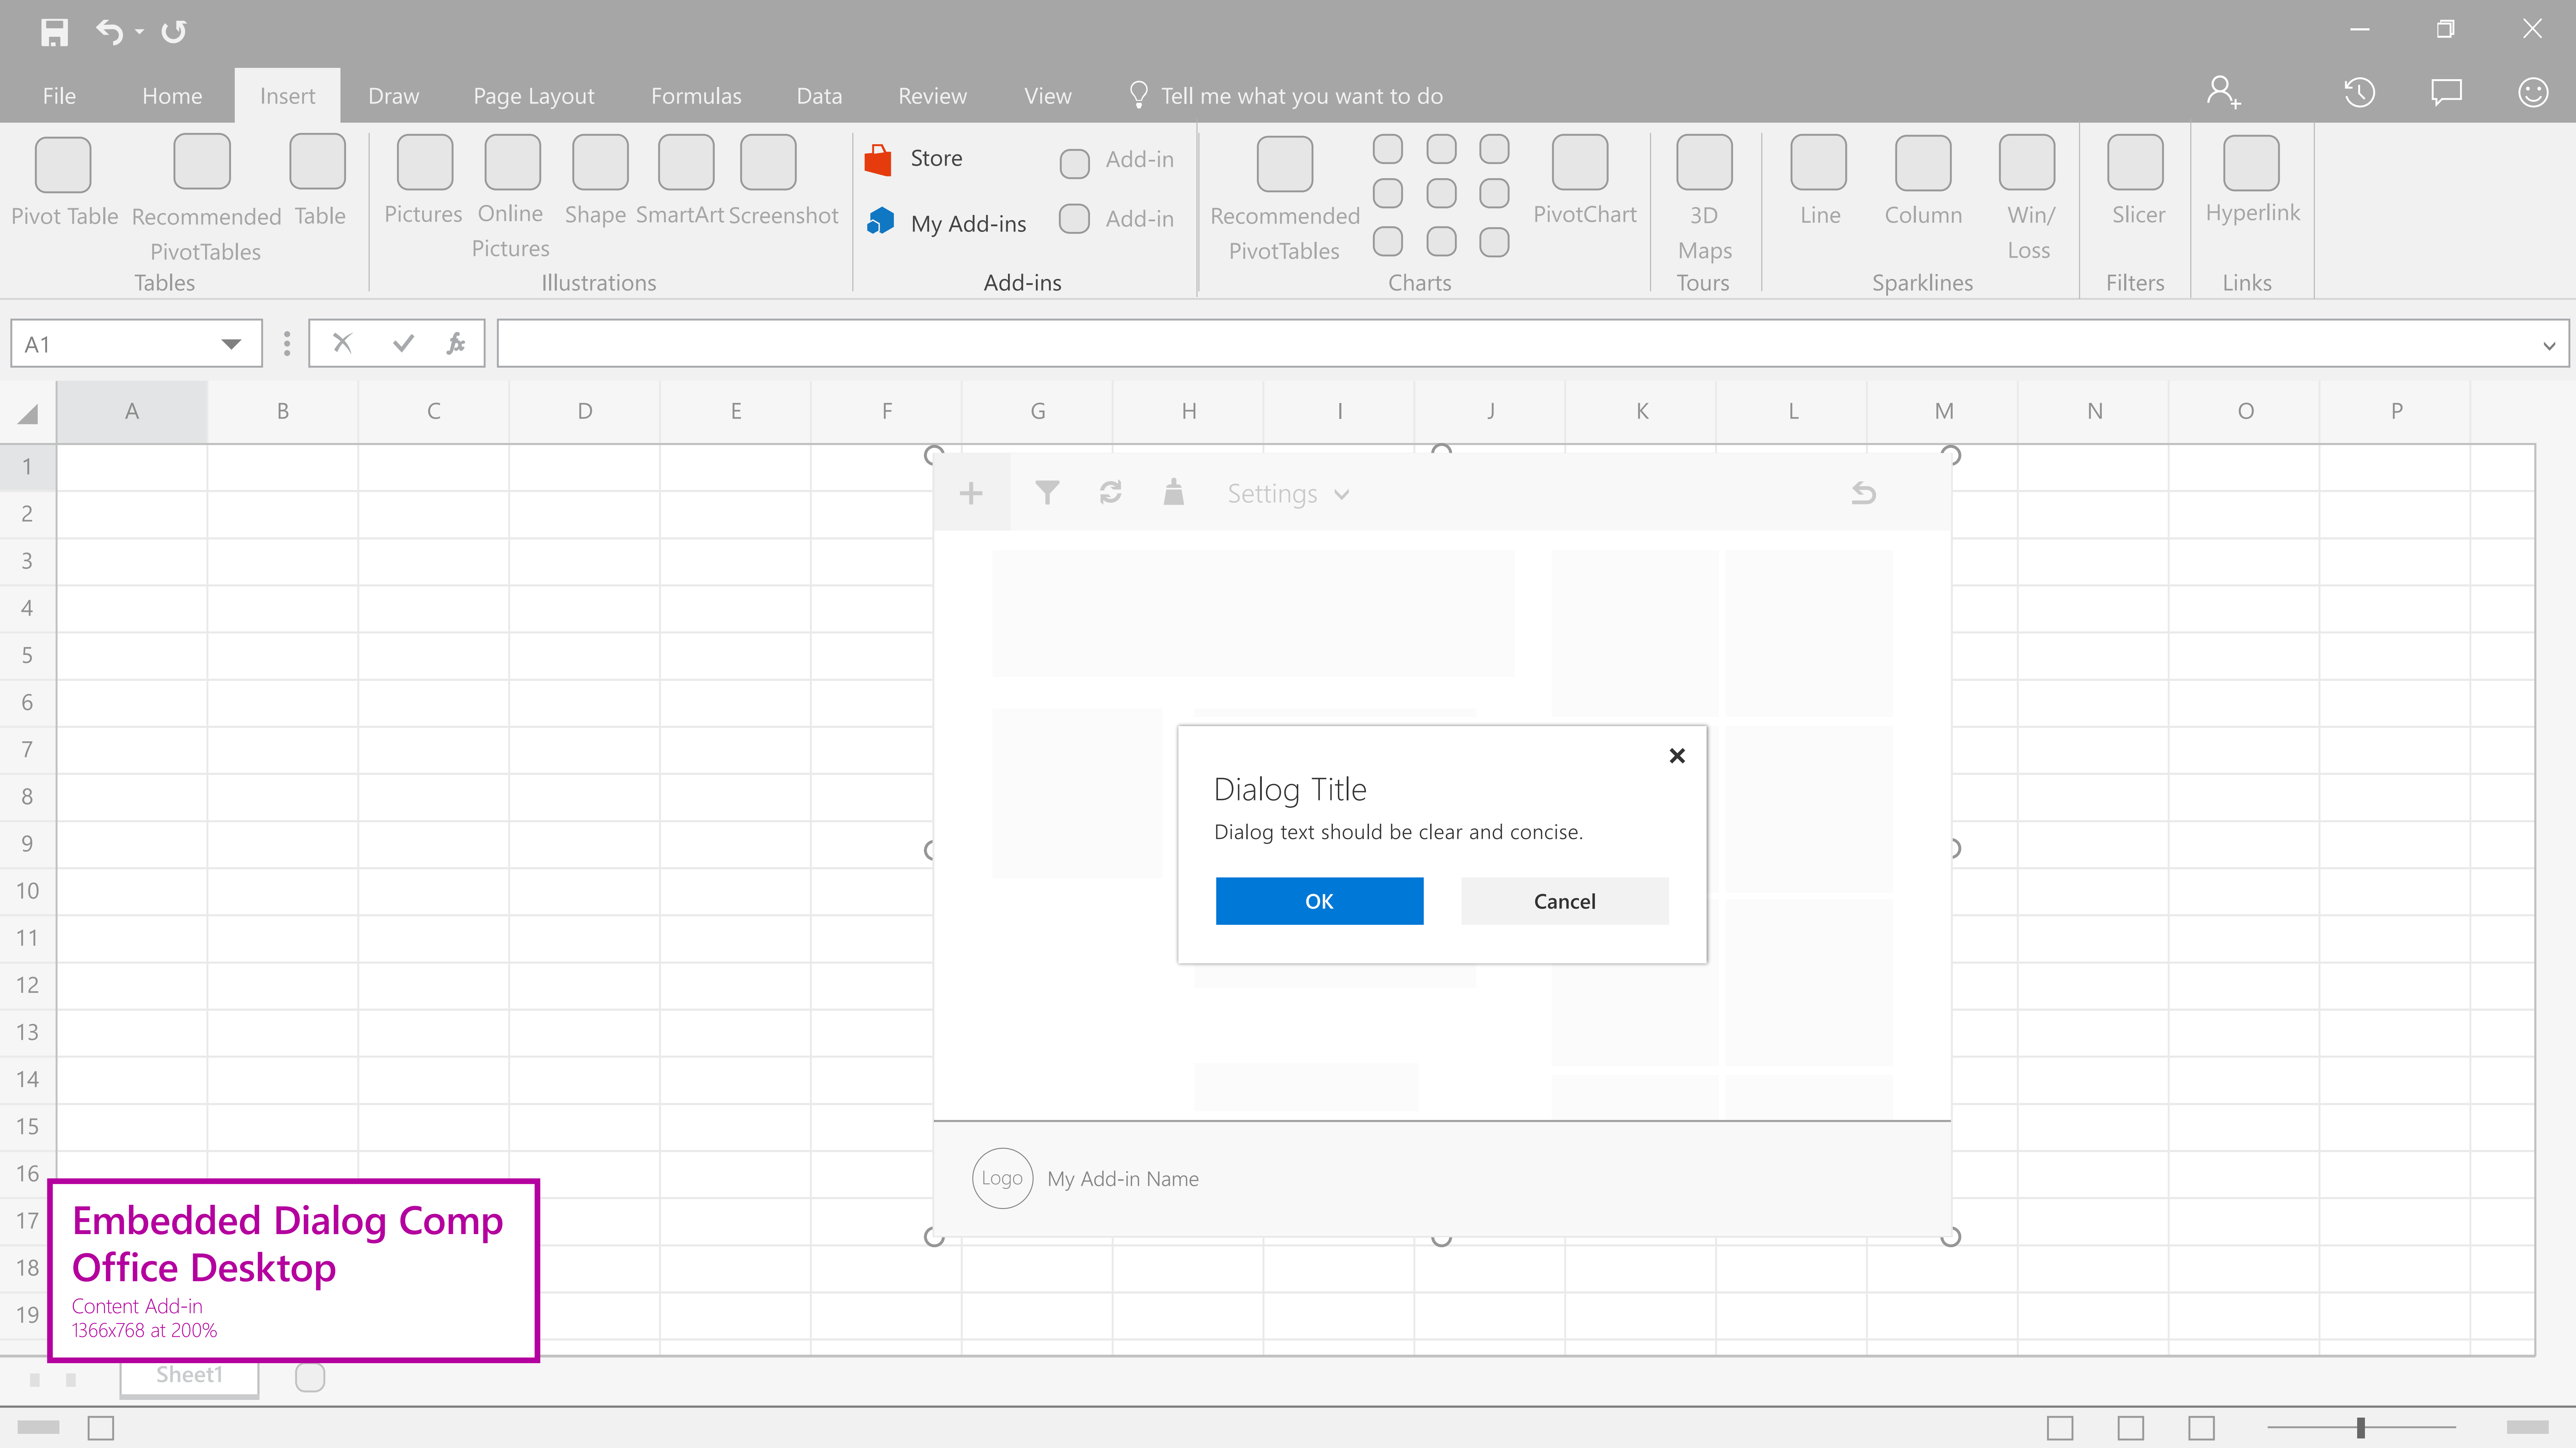 File Home Insert Draw Page Layout Formulas Data Review View Tell me what you want to do
Pivot Table
Recommended
PivotTables
Table
Tables
Pictures
Online
Pictures
Shape
SmartArt
Screenshot
Illustrations
Store
My Add-ins
Add-in
Add-in
Add-ins
Recommended
PivotTables
PivotChart
Charts
3D
Maps
Tours
Line
Column
Win/
Loss
Sparklines
Slicer
Filters
Hyperlink
Links
A1
fx
A B C D E F G H I J K L M N O P
1
2
3
4
5
6
7
8
9
10
11
12
13
14
15
16
17
18
19
Settings
Dialog Title
Dialog text should be clear and concise.
OK Cancel
Logo My Add-in Name
Embedded Dialog Comp
Office Desktop
Content Add-in
1366x768 at 200%
Sheet1